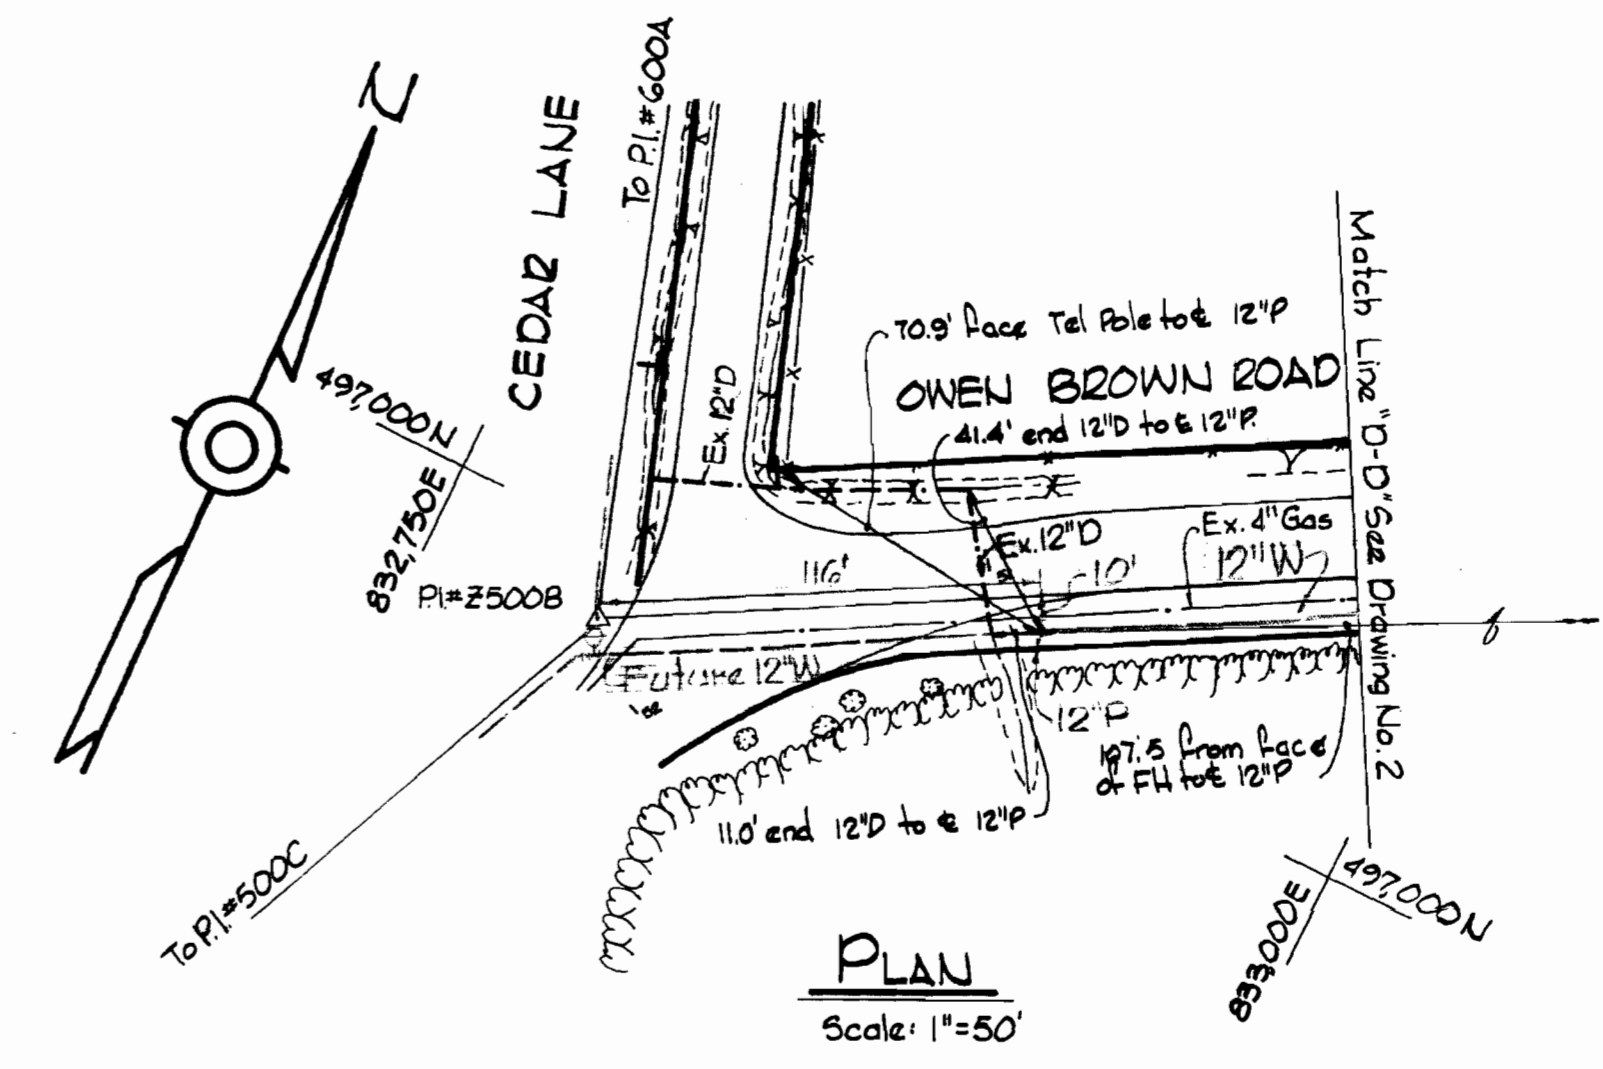 N
CEDAR LANE
To P.I.#600A
497,000N
832,750E
Ex. 12"D
70.9' face Tel Pole to ℄ 12"P
OWEN BROWN ROAD
41.4' end 12"D to ℄ 12"P.
Match Line "D-D" See Drawing No. 2
Ex. 4" Gas
12"W
Ex. 12"D
116'
10'
P.I.#Z500B
Future 12"W
12"P
107.'5 from face
of FH to ℄ 12"P
11.0' end 12"D to ℄ 12"P
To P.I.#500C
497,000N
833,000E
PLAN
Scale: 1"=50'